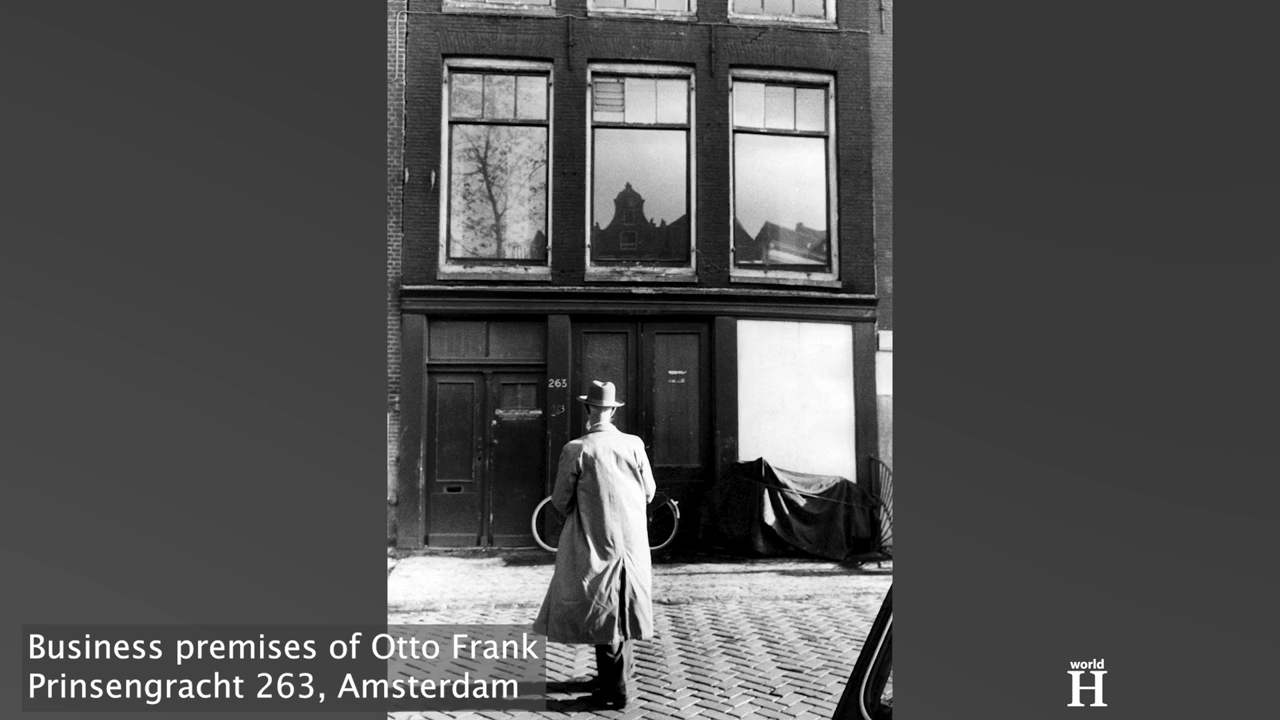 263
Business premises of Otto Frank
Prinsengracht 263, Amsterdam
world
H